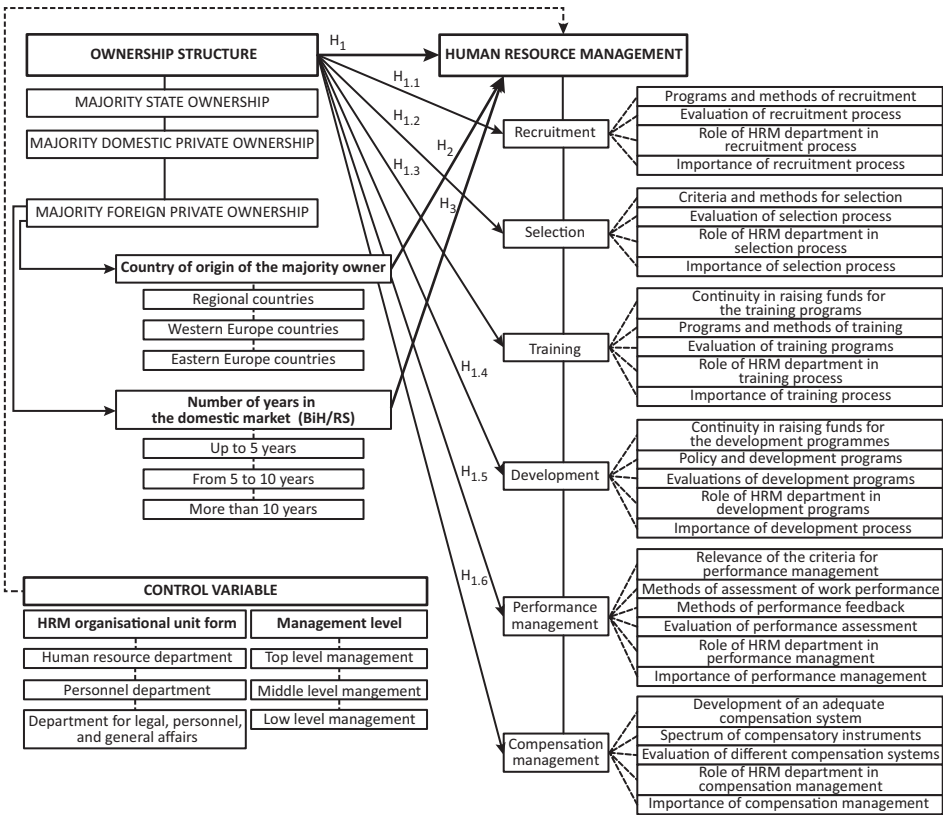 H1
OWNERSHIP STRUCTURE
MAJORITY STATE OWNERSHIP
MAJORITY DOMESTIC PRIVATE OWNERSHIP
MAJORITY FOREIGN PRIVATE OWNERSHIP
Country of origin of the majority owner
Regional countries
Western Europe countries
Eastern Europe countries
Number of years in
the domestic market (BiH/RS)
Up to 5 years
From 5 to 10 years
More than 10 years
CONTROL VARIABLE
HRM organisational unit form
Human resource department
Personnel department
Department for legal, personnel,
and general affairs
Management level
Top level management
Middle level mengement
Low level management
H1.1
H1.2
H1.3
H2
H3
H1.4
H1.5
H1.6
HUMAN RESOURCE MANAGEMENT
Recruitment
Programs and methods of recruitment
Evaluation of recruitment process
Role of HRM department in
recruitment process
Importance of recruitment process
Selection
Criteria and methods for selection
Evaluation of selection process
Role of HRM department in
selection process
Importance of selection process
Training
Continuity in raising funds for
the training programs
Programs and methods of training
Evaluation of training programs
Role of HRM department in
training process
Importance of training process
Development
Continuity in raising funds for
the development programmes
Policy and development programs
Evaluations of development programs
Role of HRM department in
development programs
Importance of development process
Performance
management
Relevance of the criteria for
performance management
Methods of assessment of work performance
Methods of performance feedback
Evaluation of performance assessment
Role of HRM department in
performance managment
Importance of performance management
Compensation
management
Development of an adequate
compensation system
Spectrum of compensatory instruments
Evaluation of different compensation systems
Role of HRM department in
compensation management
Importance of compensation management